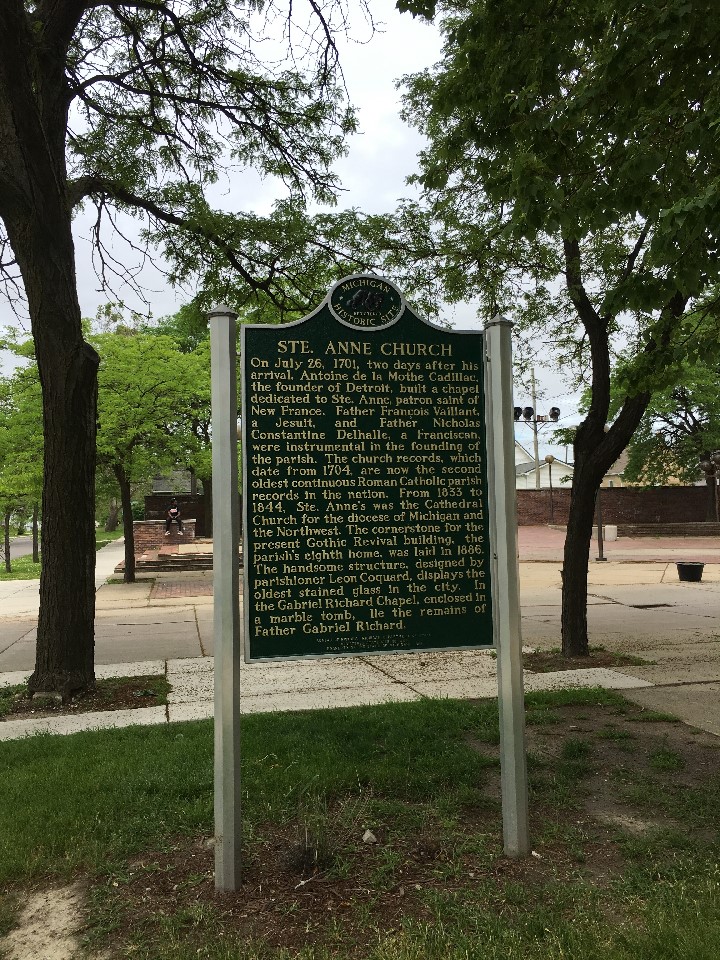 MICHIGAN
HISTORIC SITE
STE. ANNE CHURCH
On July 26, 1701, two days after his
arrival, Antoine de la Mothe Cadillac,
the founder of Detroit, built a chapel
dedicated to Ste. Anne, patron saint of
New France. Father François Vaillant,
a Jesuit, and Father Nicholas
Constantine Delhalle, a Franciscan,
were instrumental in the founding of
the parish. The church records, which
date from 1704, are now the second
oldest continuous Roman Catholic parish
records in the nation. From 1833 to
1844, Ste. Anne's was the Cathedral
Church for the diocese of Michigan and
the Northwest. The cornerstone for the
present Gothic Revival building, the
parish's eighth home, was laid in 1886.
The handsome structure, designed by
parishioner Leon Coquard, displays the
oldest stained glass in the city. In
the Gabriel Richard Chapel, enclosed in
a marble tomb, lie the remains of
Father Gabriel Richard.